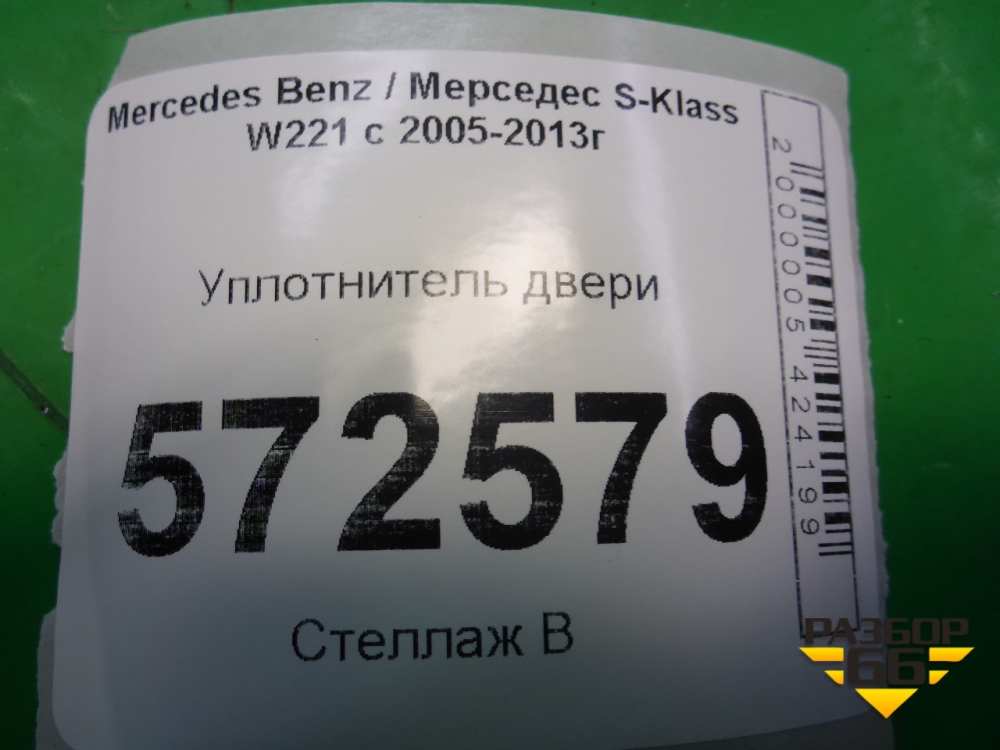 Mercedes Benz / Мерседес S-Klass
W221 с 2005-2013г
Уплотнитель двери
572579
Стеллаж В
2000005424199
РАЗБОР
66